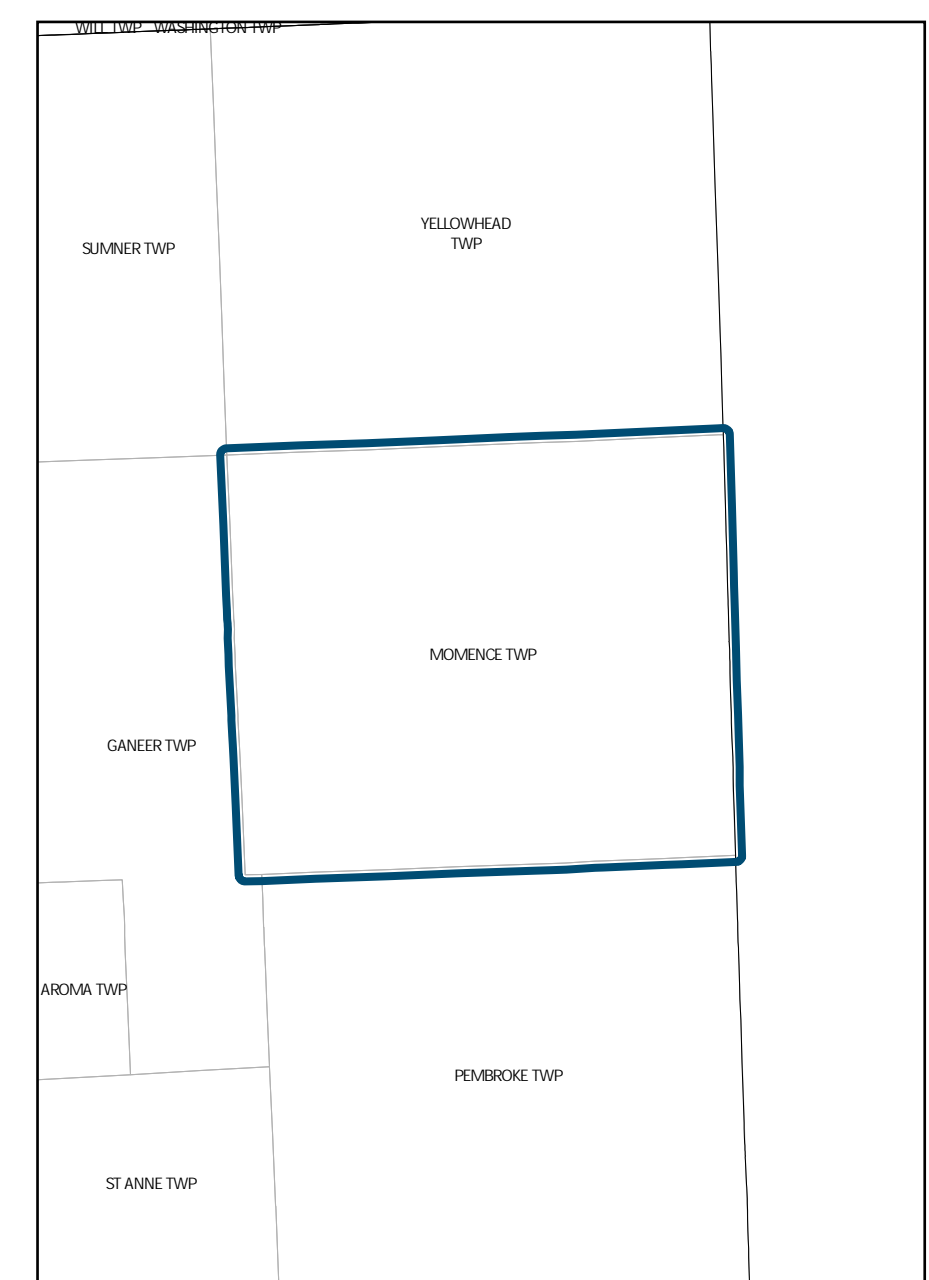 WILL TWP WASHINGTON TWP
YELLOWHEAD
TWP
SUMNER TWP
MOMENCE TWP
GANEER TWP
AROMA TWP
PEMBROKE TWP
ST ANNE TWP